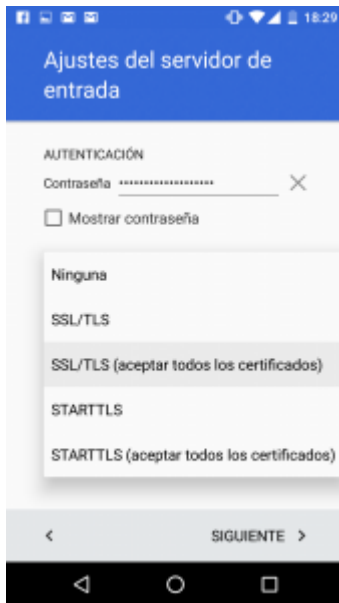 18:29
Ajustes del servidor de
entrada
AUTENTICACIÓN
Contraseña ••••••••••••••••••••
Mostrar contraseña
Ninguna
SSL/TLS
SSL/TLS (aceptar todos los certificados)
STARTTLS
STARTTLS (aceptar todos los certificados)
SIGUIENTE